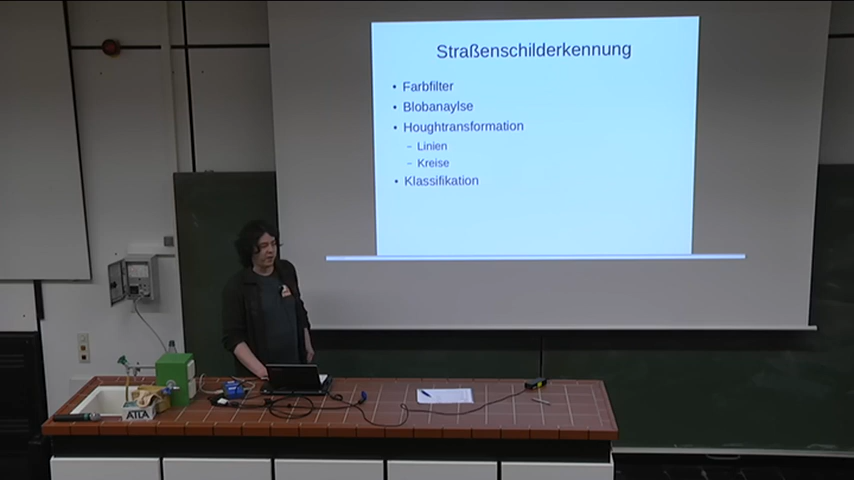 Straßenschilderkennung
• Farbfilter
• Blobanaylse
• Houghtransformation
– Linien
– Kreise
• Klassifikation
ATLA